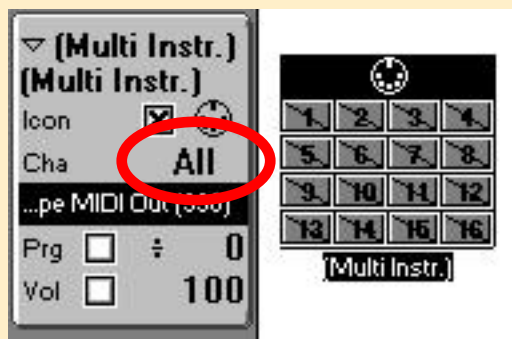 (Multi Instr.)
(Multi Instr.)
Icon
Cha All
...pe MIDI Out
Prg 0
Vol 100
1 2 3 4
5 6 7 8
9 10 11 12
13 14 15 16
(Multi Instr.)